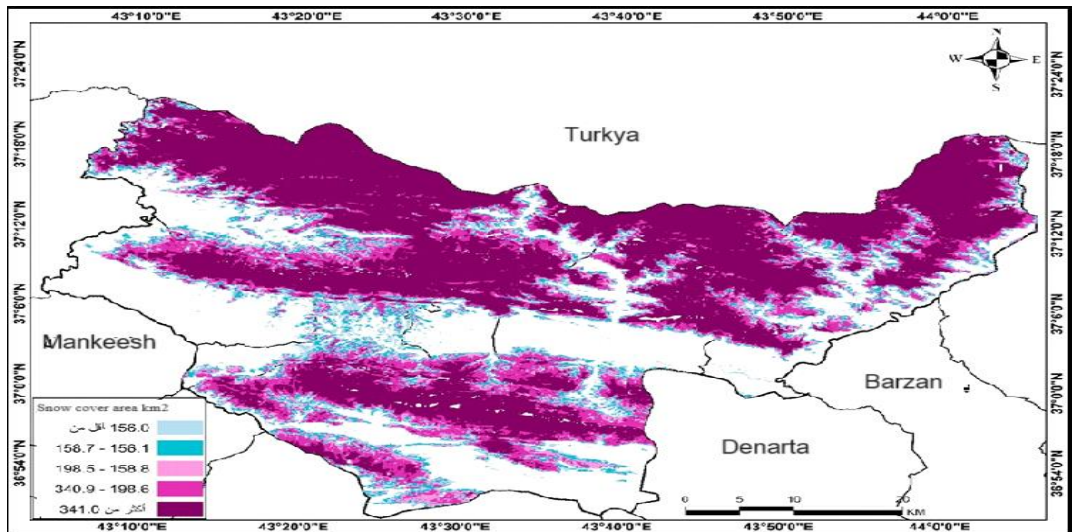 43°10'0"E 43°20'0"E 43°30'0"E 43°40'0"E 43°50'0"E 44°0'0"E
N
W E
S
37°24'0"N 37°24'0"N
Turkya
37°18'0"N 37°18'0"N
37°12'0"N 37°12'0"N
37°6'0"N 37°6'0"N
Mankeesh
Barzan
37°0'0"N 37°0'0"N
Denarta
36°54'0"N 36°54'0"N
Snow cover area km2
أقل من 156.0
158.7 - 156.1
198.5 - 158.8
340.9 - 198.6
أكثر من 341.0
0 5 10 20
KM
43°10'0"E 43°20'0"E 43°30'0"E 43°40'0"E 43°50'0"E 44°0'0"E